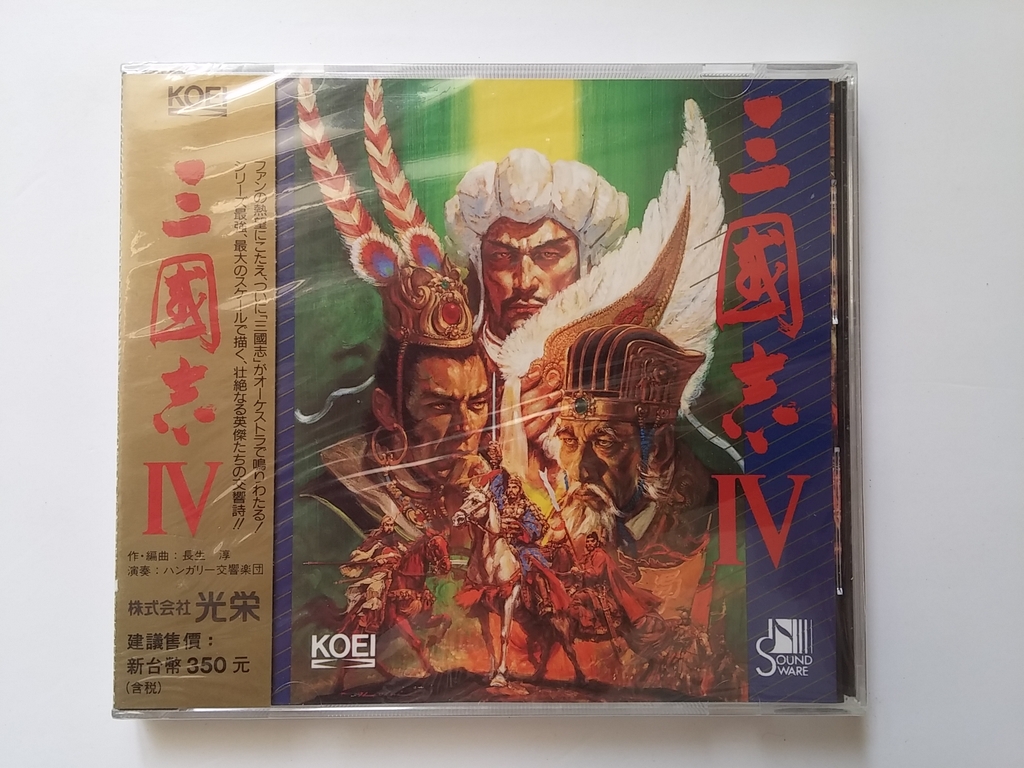 KOEI
三國志
IV
ファンの熱望にこたえ、ついに「三國志」がオーケストラで鳴りわたる!
シリーズ最強、最大のスケールで描く、壮絶なる英傑たちの交響詩!!
作・編曲：長生 淳
演奏：ハンガリー交響楽団
株式会社 光栄
建議售價：
新台幣350元
(含税)
三國志
IV
KOEI
SOUND
WARE